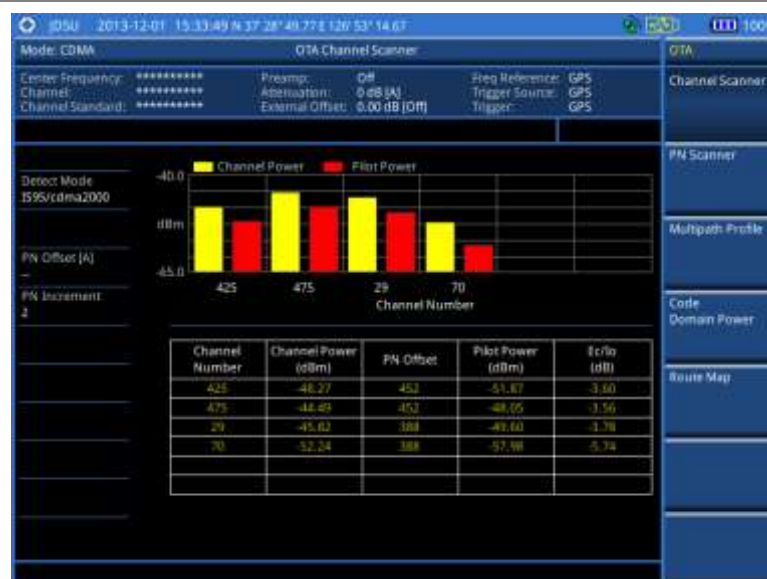 JDSU 2013-12-01 15:33:49 N 37° 28' 49.77 E 126° 53' 14.67 100%
Mode: CDMA OTA Channel Scanner OTA
Center Frequency: ********** Preamp: Off Freq Reference: GPS
Channel: ********** Attenuation: 0 dB [A] Trigger Source: GPS
Channel Standard: ********** External Offset: 0.00 dB [Off] Trigger: GPS
Channel Scanner
PN Scanner
Multipath Profile
Code
Domain Power
Route Map
Detect Mode
IS95/cdma2000
PN Offset [A]
--
PN Increment
2
Channel Power Pilot Power
-40.0
dBm
-65.0
425 475 29 70
Channel Number
Channel Number Channel Power (dBm) PN Offset Pilot Power (dBm) Ec/Io (dB)
425 -48.27 452 -51.87 -3.60
475 -44.49 452 -48.05 -3.56
29 -45.82 388 -49.60 -3.78
70 -52.24 388 -57.98 -5.74